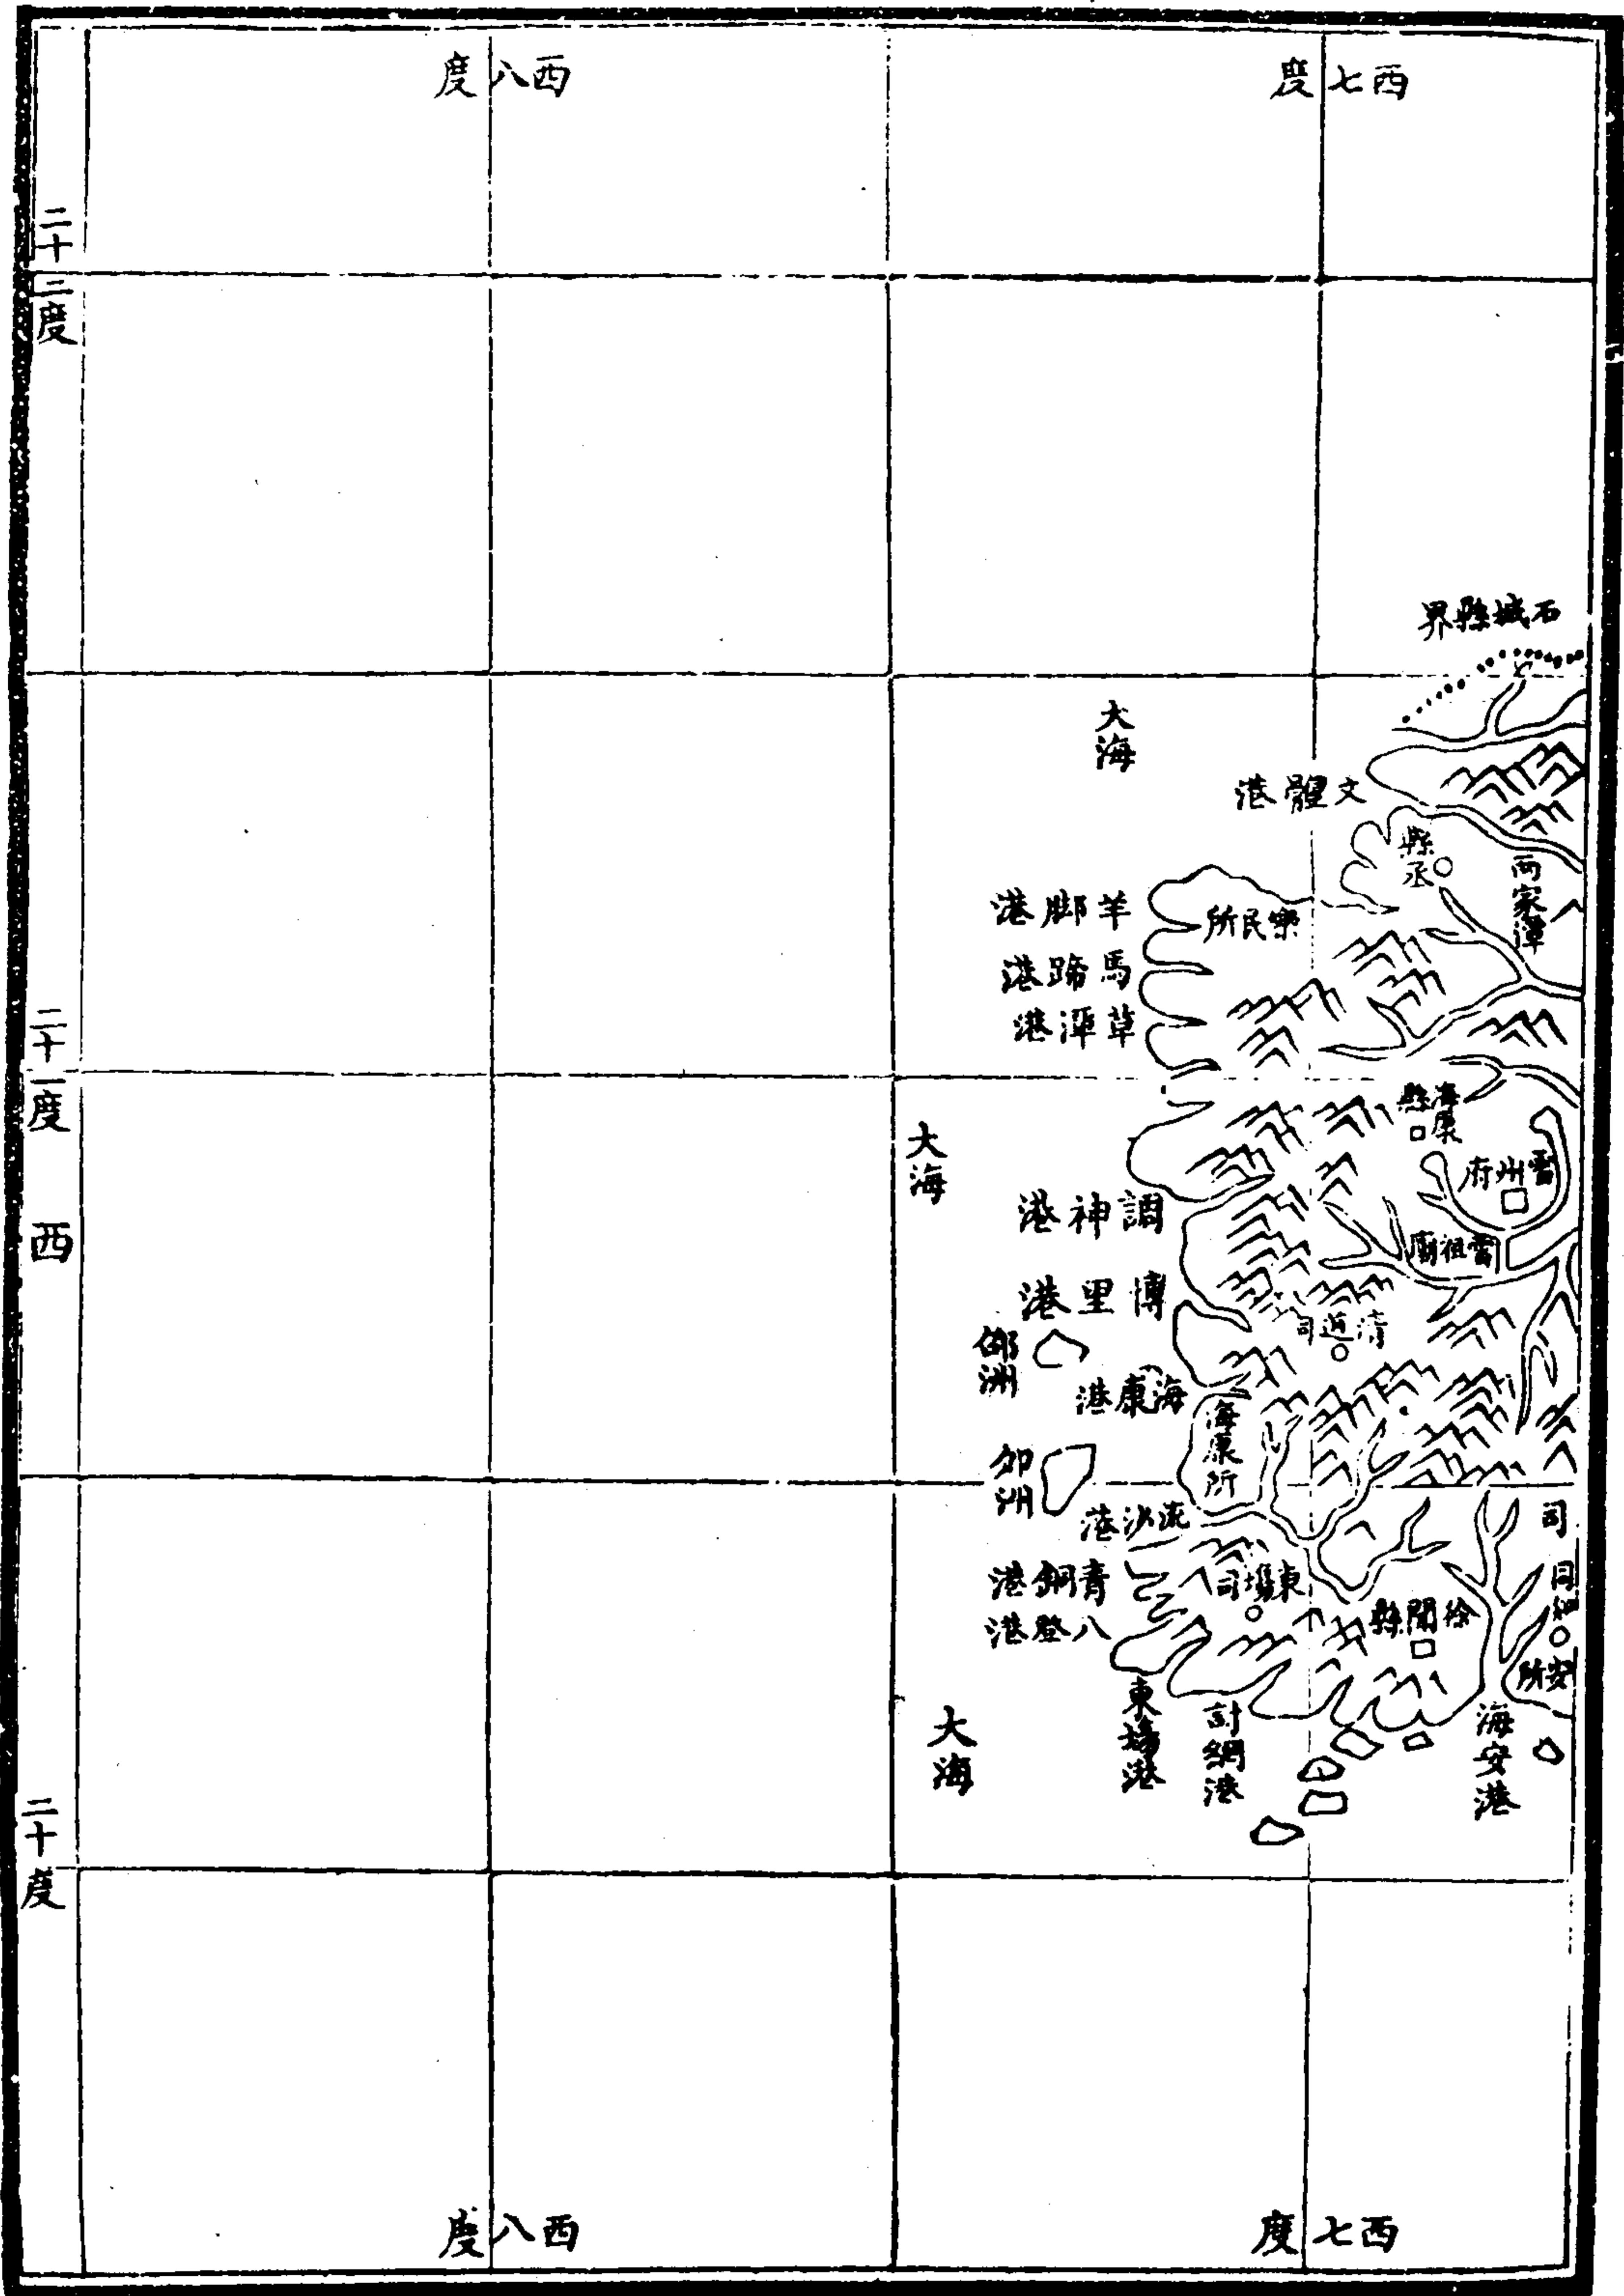 西七度
西八度
二十二度
二十一度
西
二十度
石城縣界
大海
文體港
縣丞
兩家潭
樂民所
羊腳港
馬蹄港
草潭港
海康縣
雷州府
大海
調神港
雷祖廟
博里港
清道司
海康港
海康所
流沙港
司
青銅港
東場司
八登港
徐聞縣
安所
東場港
計網港
海安港
大海
西七度
西八度